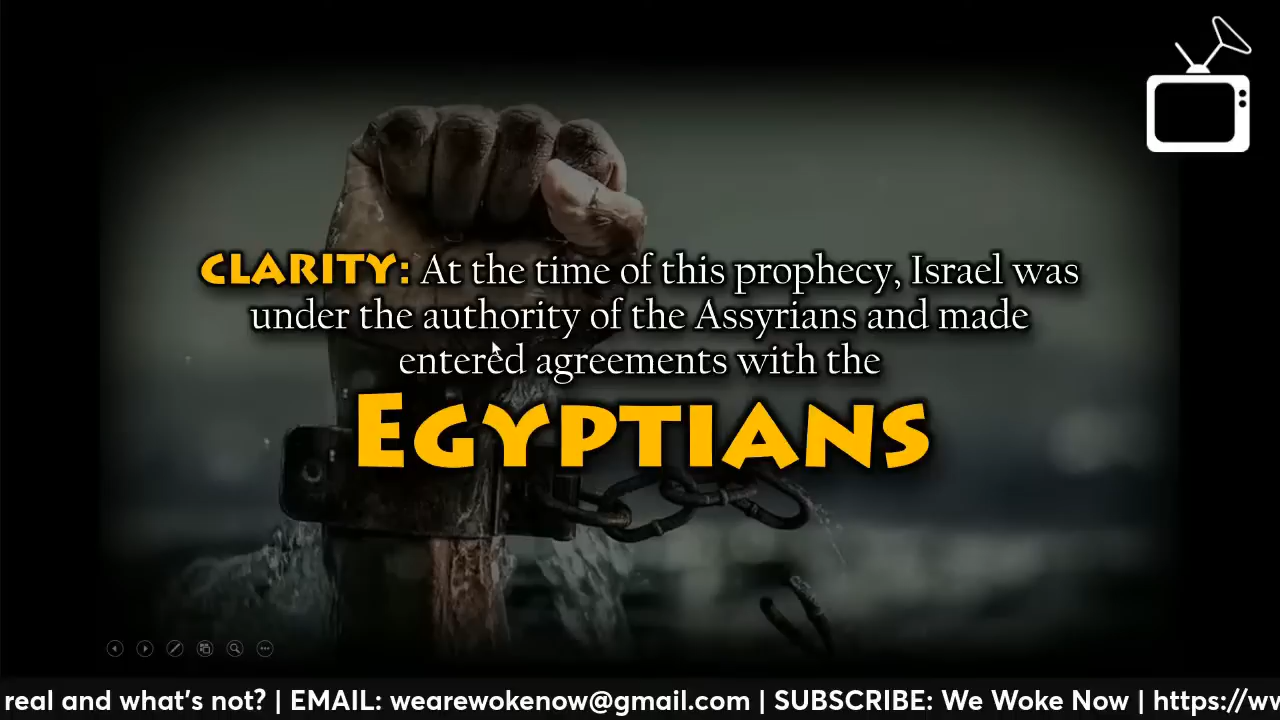 CLARITY: At the time of this prophecy, Israel was
under the authority of the Assyrians and made
entered agreements with the
EGYPTIANS
real and what's not? | EMAIL: wearewokenow@gmail.com | SUBSCRIBE: We Woke Now | https://ww